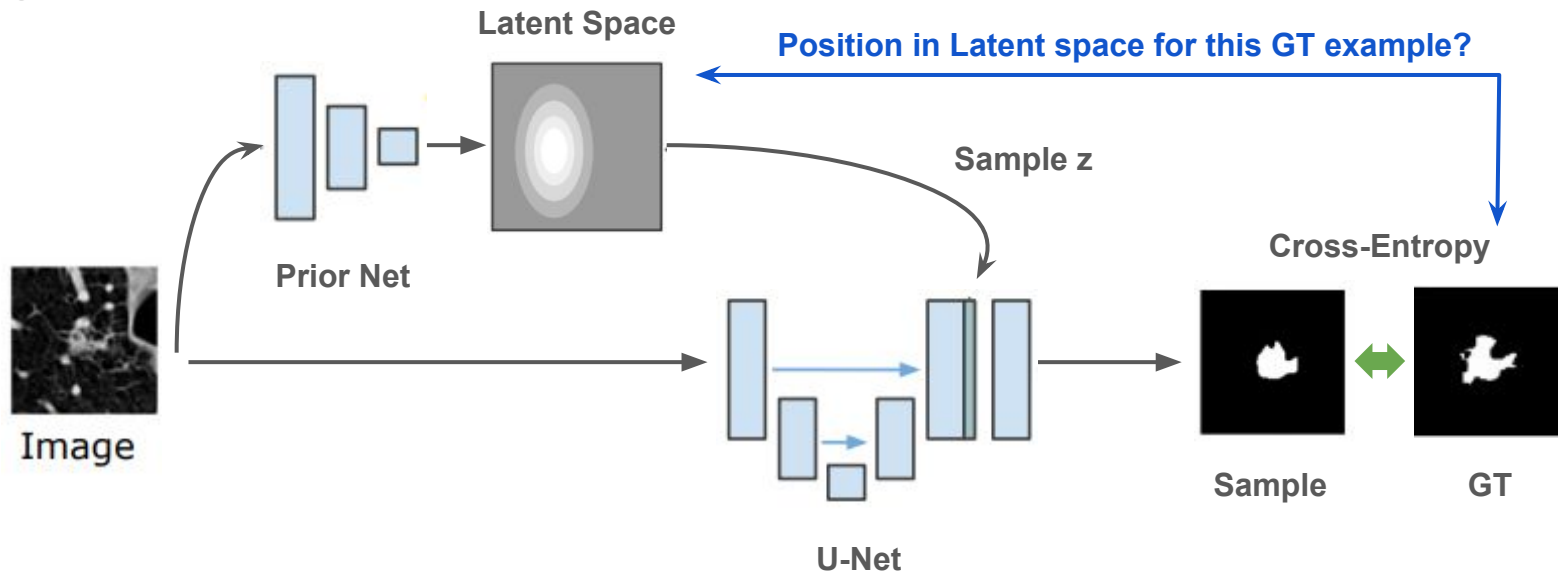 Latent Space
Position in Latent space for this GT example?
Sample z
Prior Net
Cross-Entropy
Image
Sample
GT
U-Net